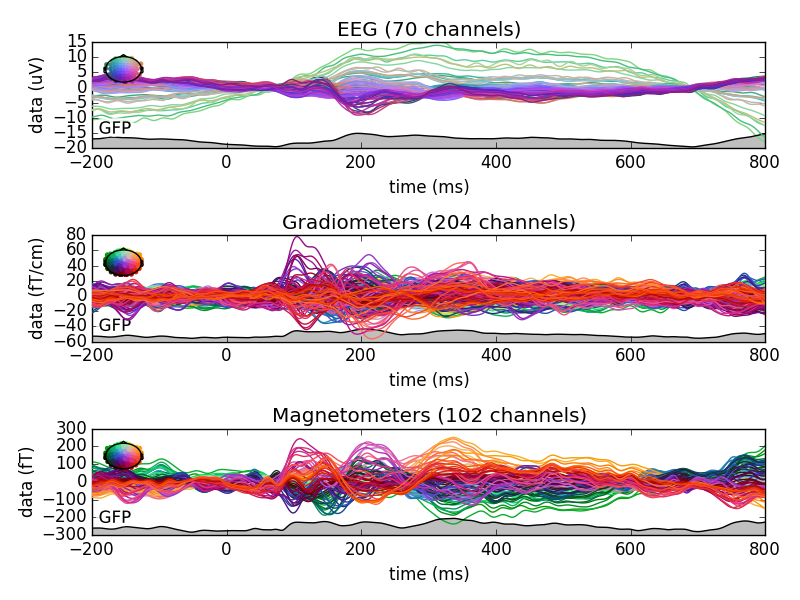 EEG (70 channels)
data (uV)
15
10
5
0
−5
−10
−15
−20
GFP
−200 0 200 400 600 800
time (ms)
Gradiometers (204 channels)
data (fT/cm)
80
60
40
20
0
−20
−40
−60
GFP
−200 0 200 400 600 800
time (ms)
Magnetometers (102 channels)
data (fT)
300
200
100
0
−100
−200
−300
GFP
−200 0 200 400 600 800
time (ms)